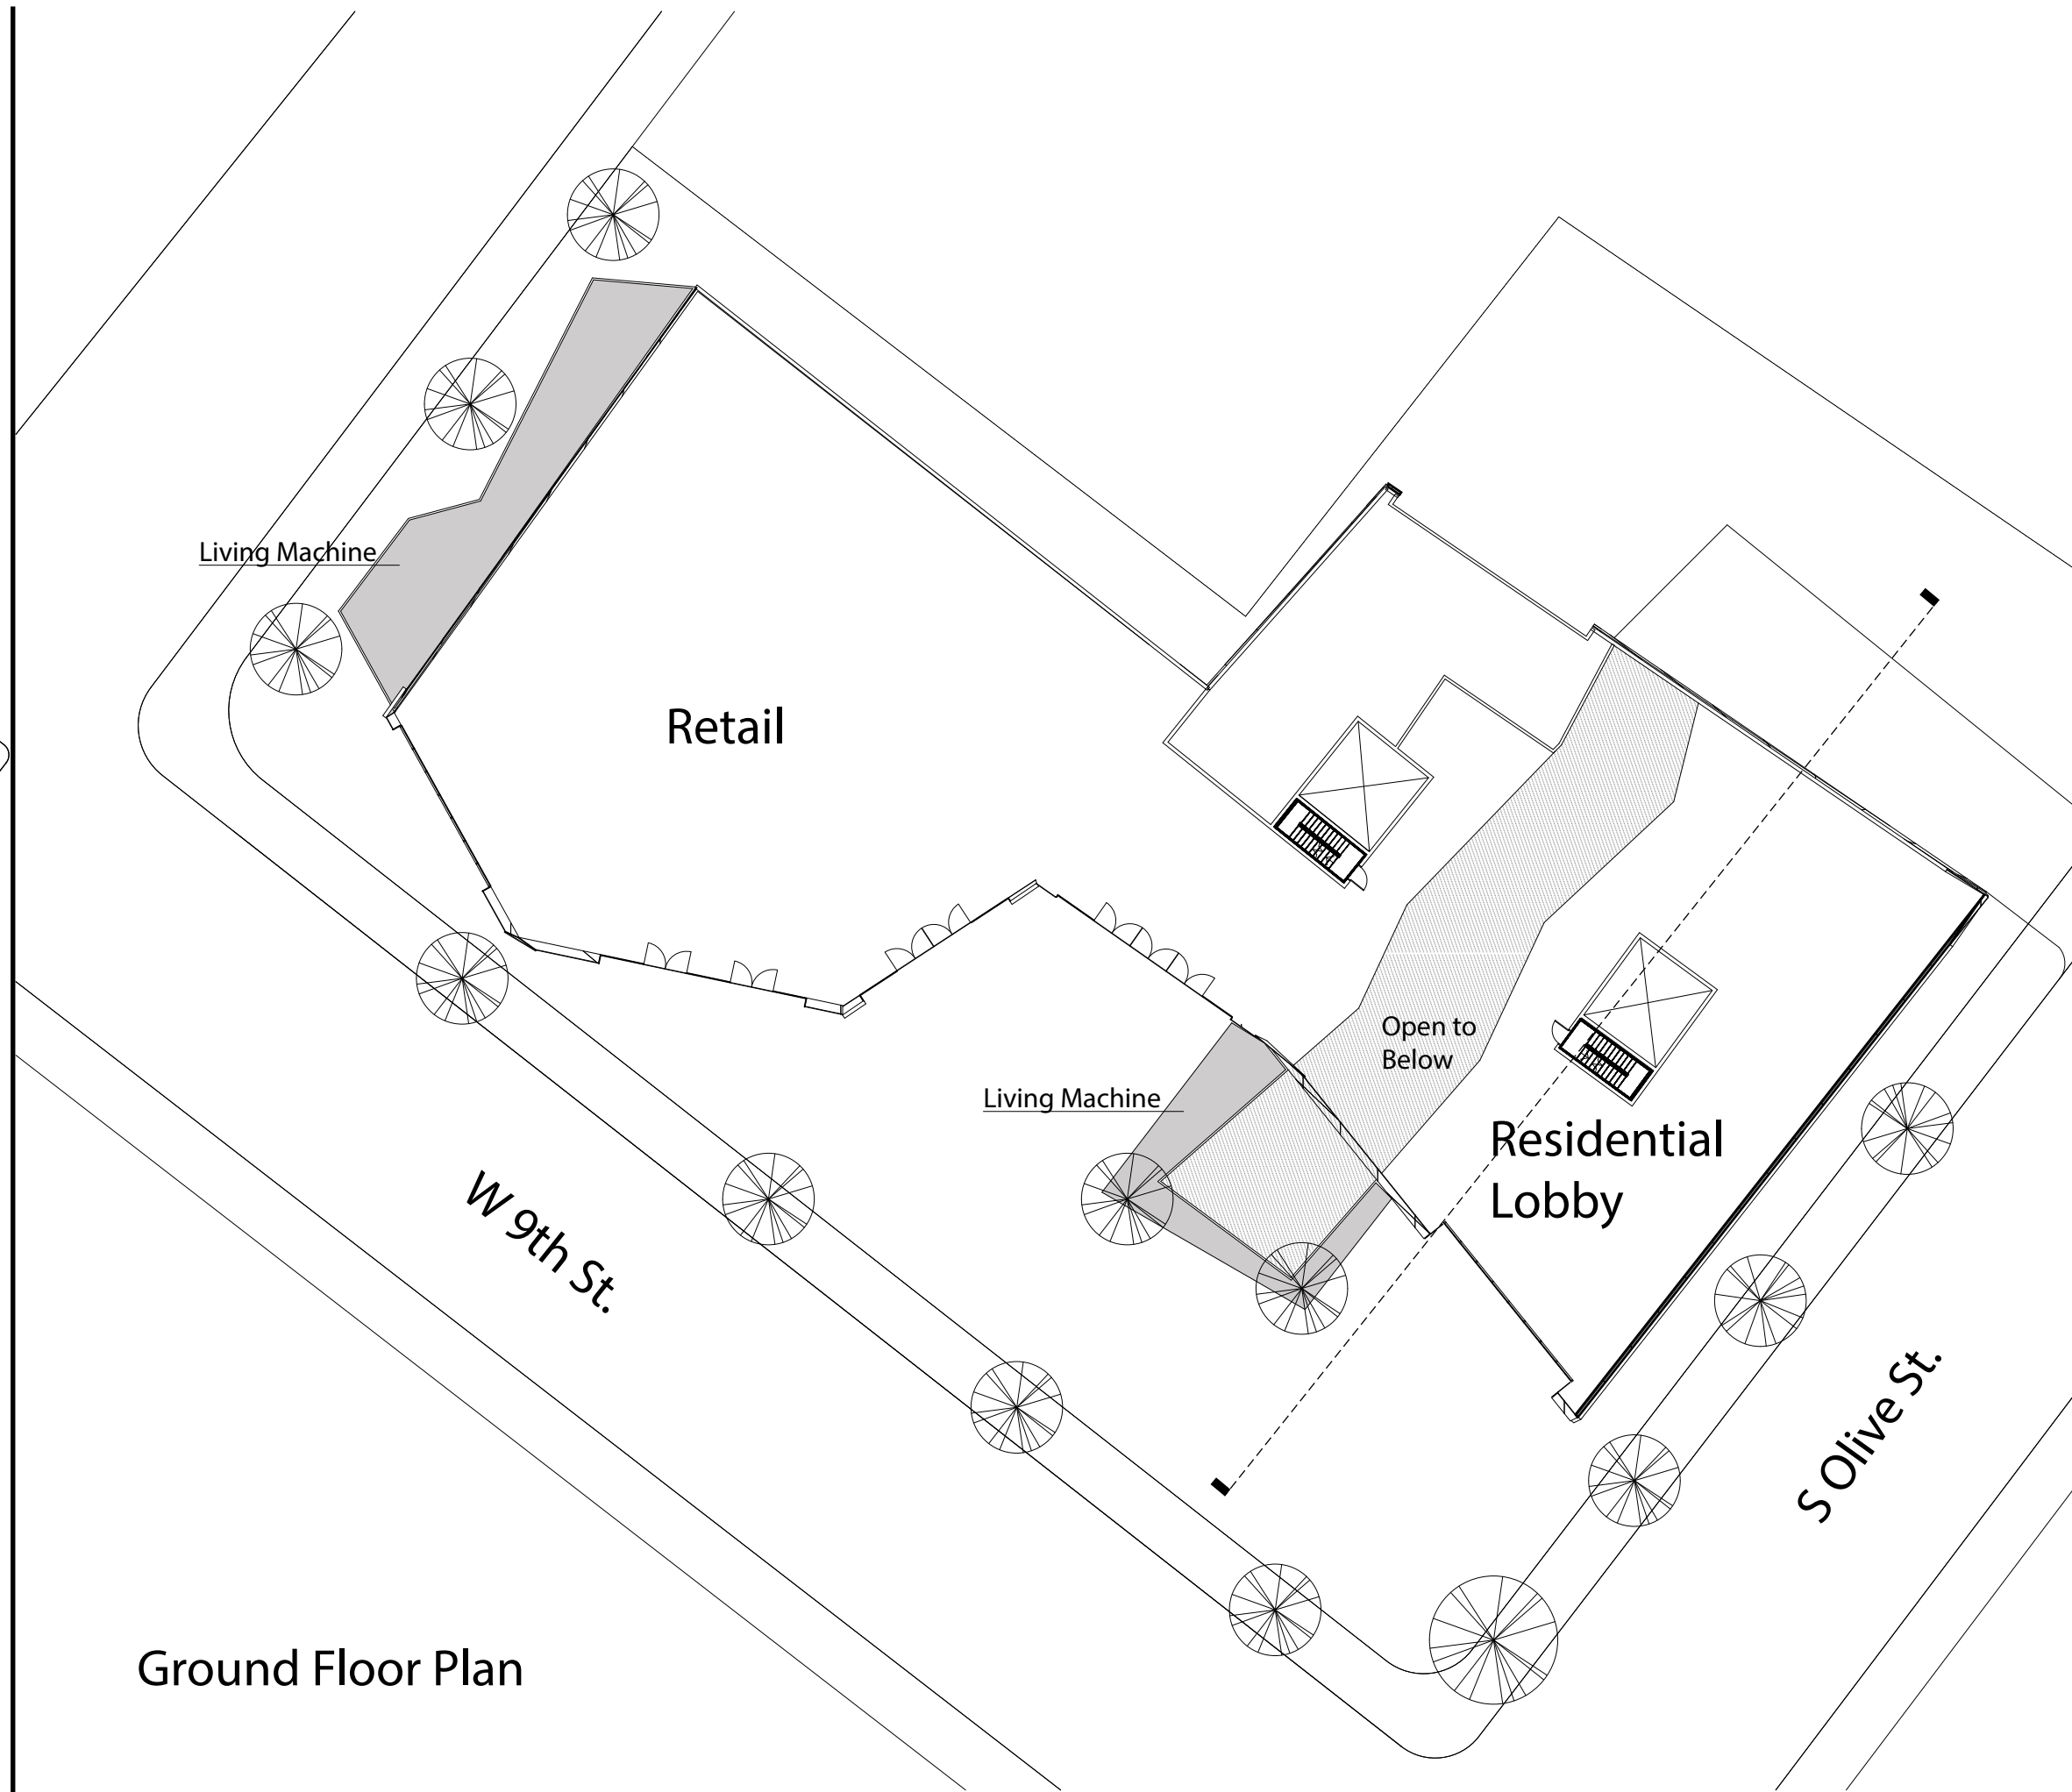 Living Machine
Retail
Open to
Below
Living Machine
Residential
Lobby
W 9th St.
S Olive St.
Ground Floor Plan